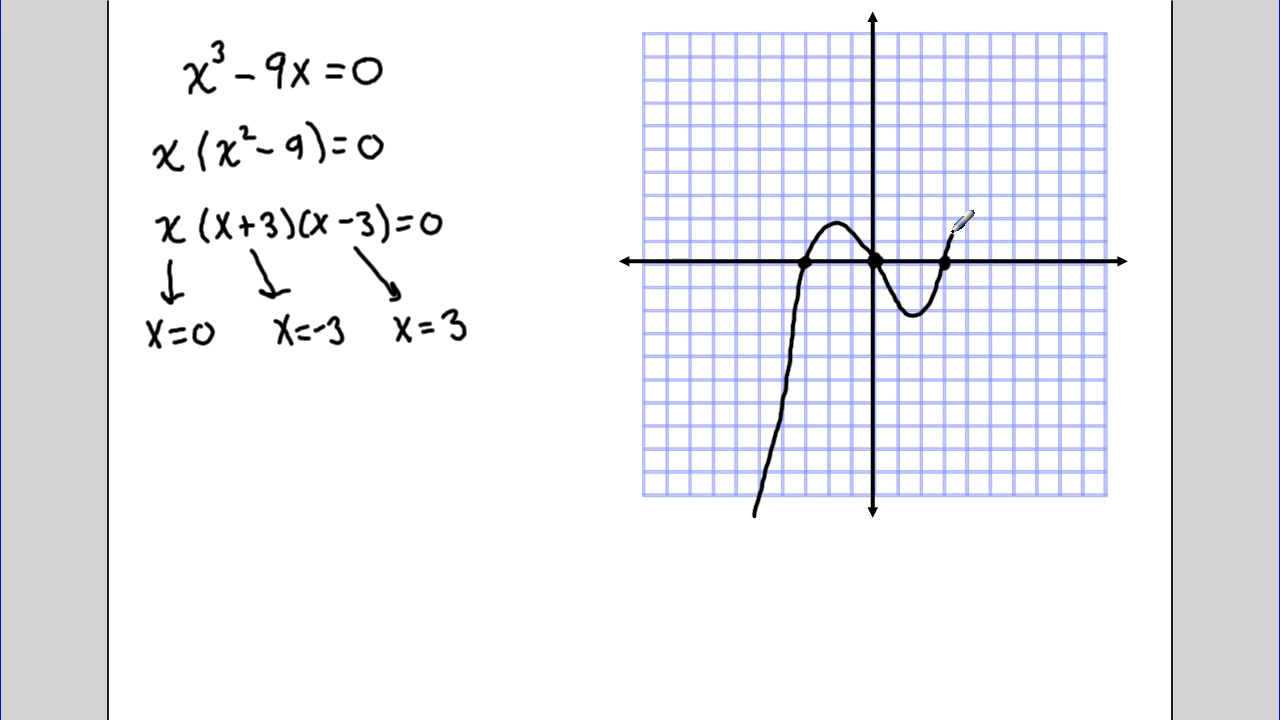 x³ - 9x = 0
x (x² - 9) = 0
x (x + 3)(x - 3) = 0
x = 0 x = -3 x = 3